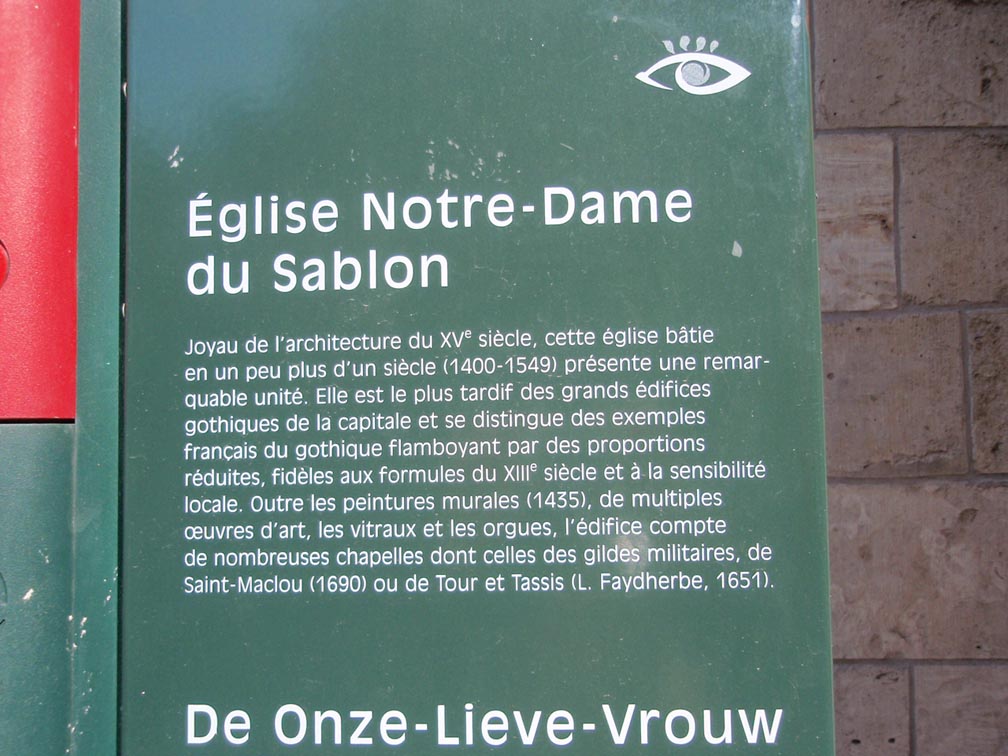 Église Notre-Dame
du Sablon
Joyau de l'architecture du XVe siècle, cette église bâtie
en un peu plus d'un siècle (1400-1549) présente une remar-
quable unité. Elle est le plus tardif des grands édifices
gothiques de la capitale et se distingue des exemples
français du gothique flamboyant par des proportions
réduites, fidèles aux formules du XIIIe siècle et à la sensibilité
locale. Outre les peintures murales (1435), de multiples
œuvres d'art, les vitraux et les orgues, l'édifice compte
de nombreuses chapelles dont celles des gildes militaires, de
Saint-Maclou (1690) ou de Tour et Tassis (L. Faydherbe, 1651).
De Onze-Lieve-Vrouw